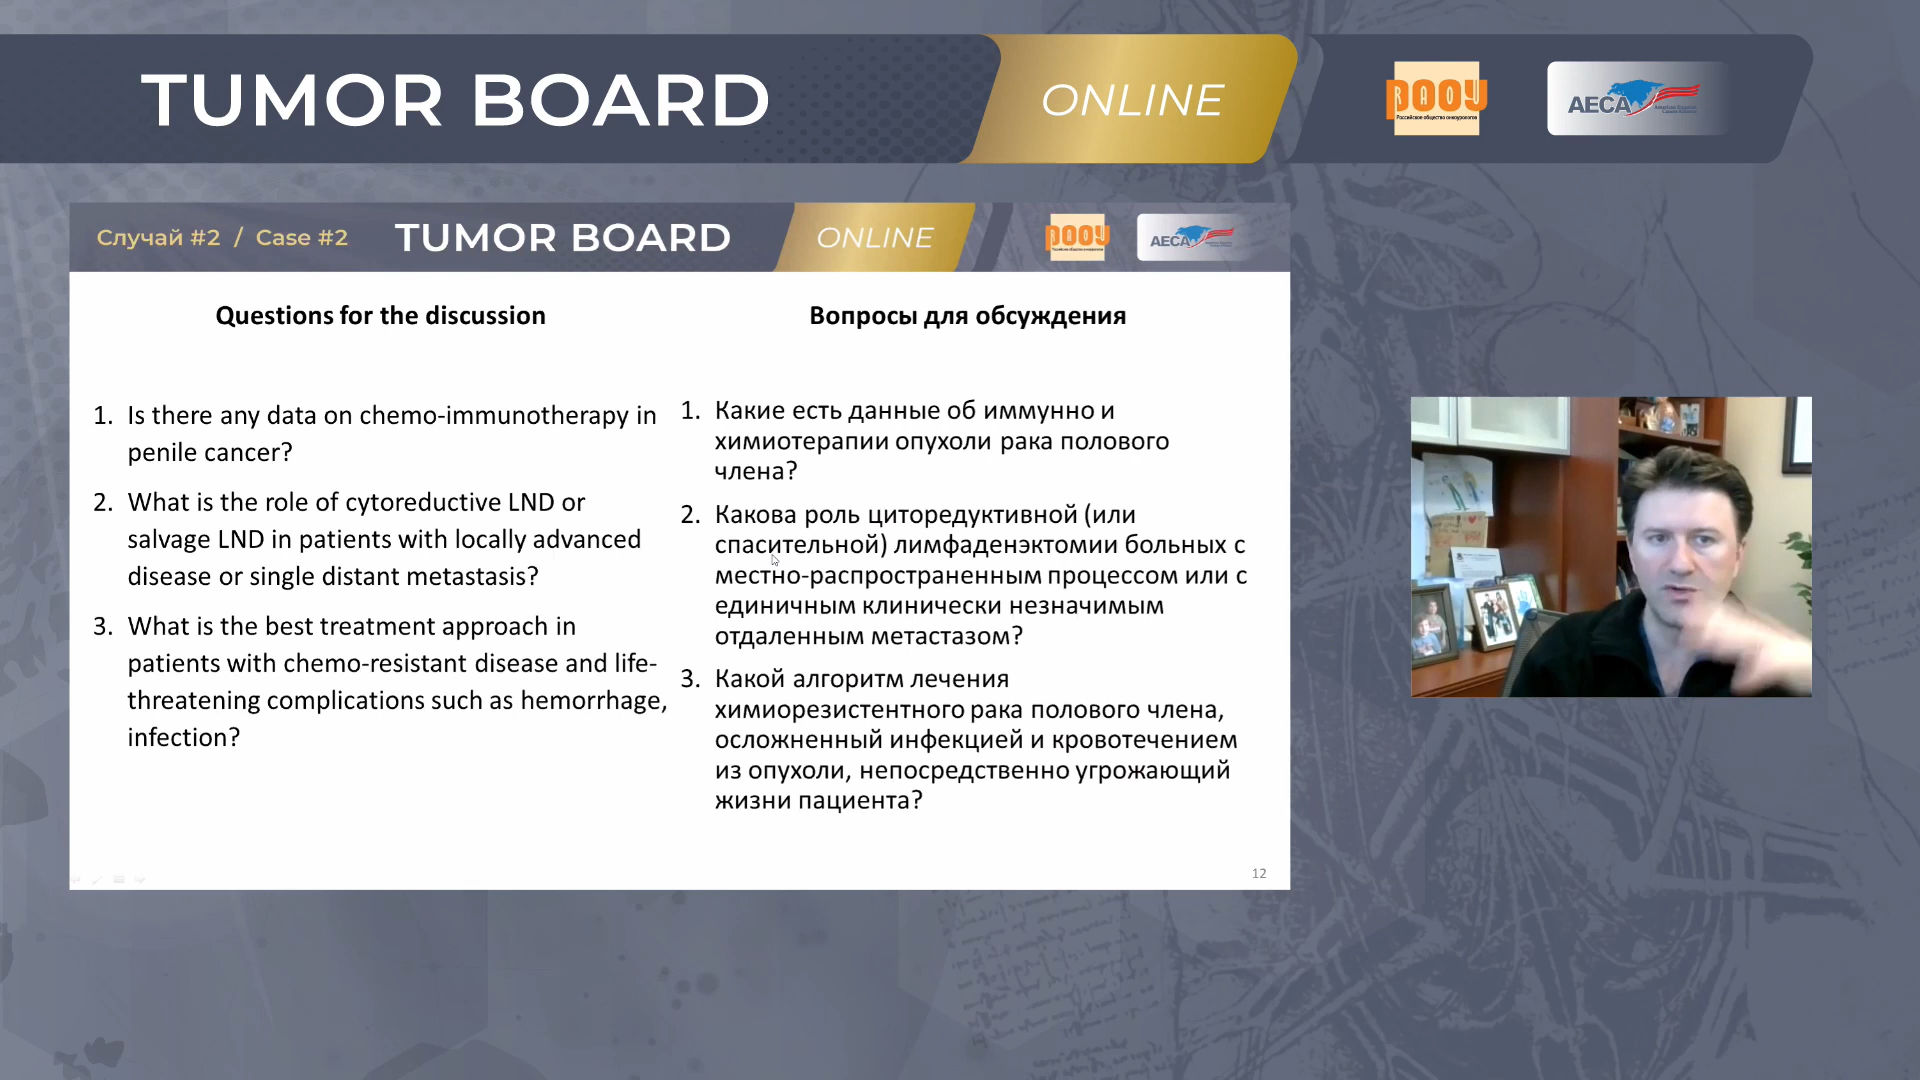 TUMOR BOARD
ONLINE
РООУ
RAOU
Российское общество онкоурологов
AECA
Случай #2 / Case #2
TUMOR BOARD
ONLINE
РООУ
AECA
Questions for the discussion
1. Is there any data on chemo-immunotherapy in
penile cancer?
2. What is the role of cytoreductive LND or
salvage LND in patients with locally advanced
disease or single distant metastasis?
3. What is the best treatment approach in
patients with chemo-resistant disease and life-
threatening complications such as hemorrhage,
infection?
Вопросы для обсуждения
1. Какие есть данные об иммунно и
химиотерапии опухоли рака полового
члена?
2. Какова роль циторедуктивной (или
спасительной) лимфаденэктомии больных с
местно-распространенным процессом или с
единичным клинически незначимым
отдаленным метастазом?
3. Какой алгоритм лечения
химиорезистентного рака полового члена,
осложненный инфекцией и кровотечением
из опухоли, непосредственно угрожающий
жизни пациента?
12